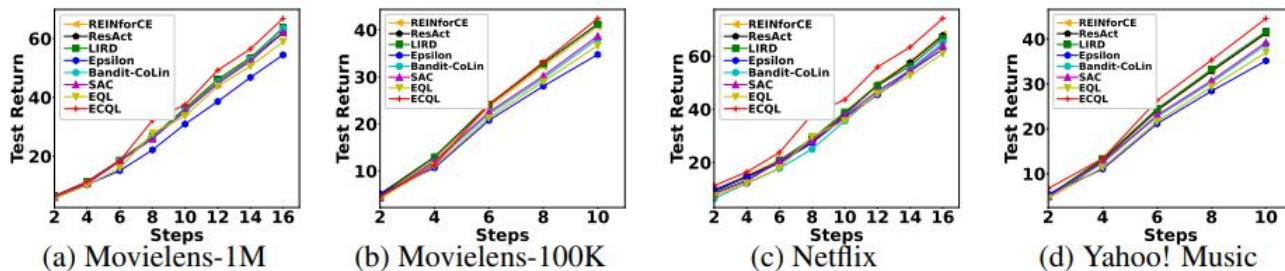 Test Return
60
40
20
REINforCE
ResAct
LIRD
Epsilon
Bandit-CoLin
SAC
EQL
ECQL
2 4 6 8 10 12 14 16
Steps
(a) Movielens-1M
Test Return
40
30
20
10
REINforCE
ResAct
LIRD
Epsilon
Bandit-CoLin
SAC
EQL
ECQL
2 4 6 8 10
Steps
(b) Movielens-100K
Test Return
60
40
20
REINforCE
ResAct
LIRD
Epsilon
Bandit-CoLin
SAC
EQL
ECQL
2 4 6 8 10 12 14 16
Steps
(c) Netflix
Test Return
40
30
20
10
REINforCE
ResAct
LIRD
Epsilon
Bandit-CoLin
SAC
EQL
ECQL
2 4 6 8 10
Steps
(d) Yahoo! Music